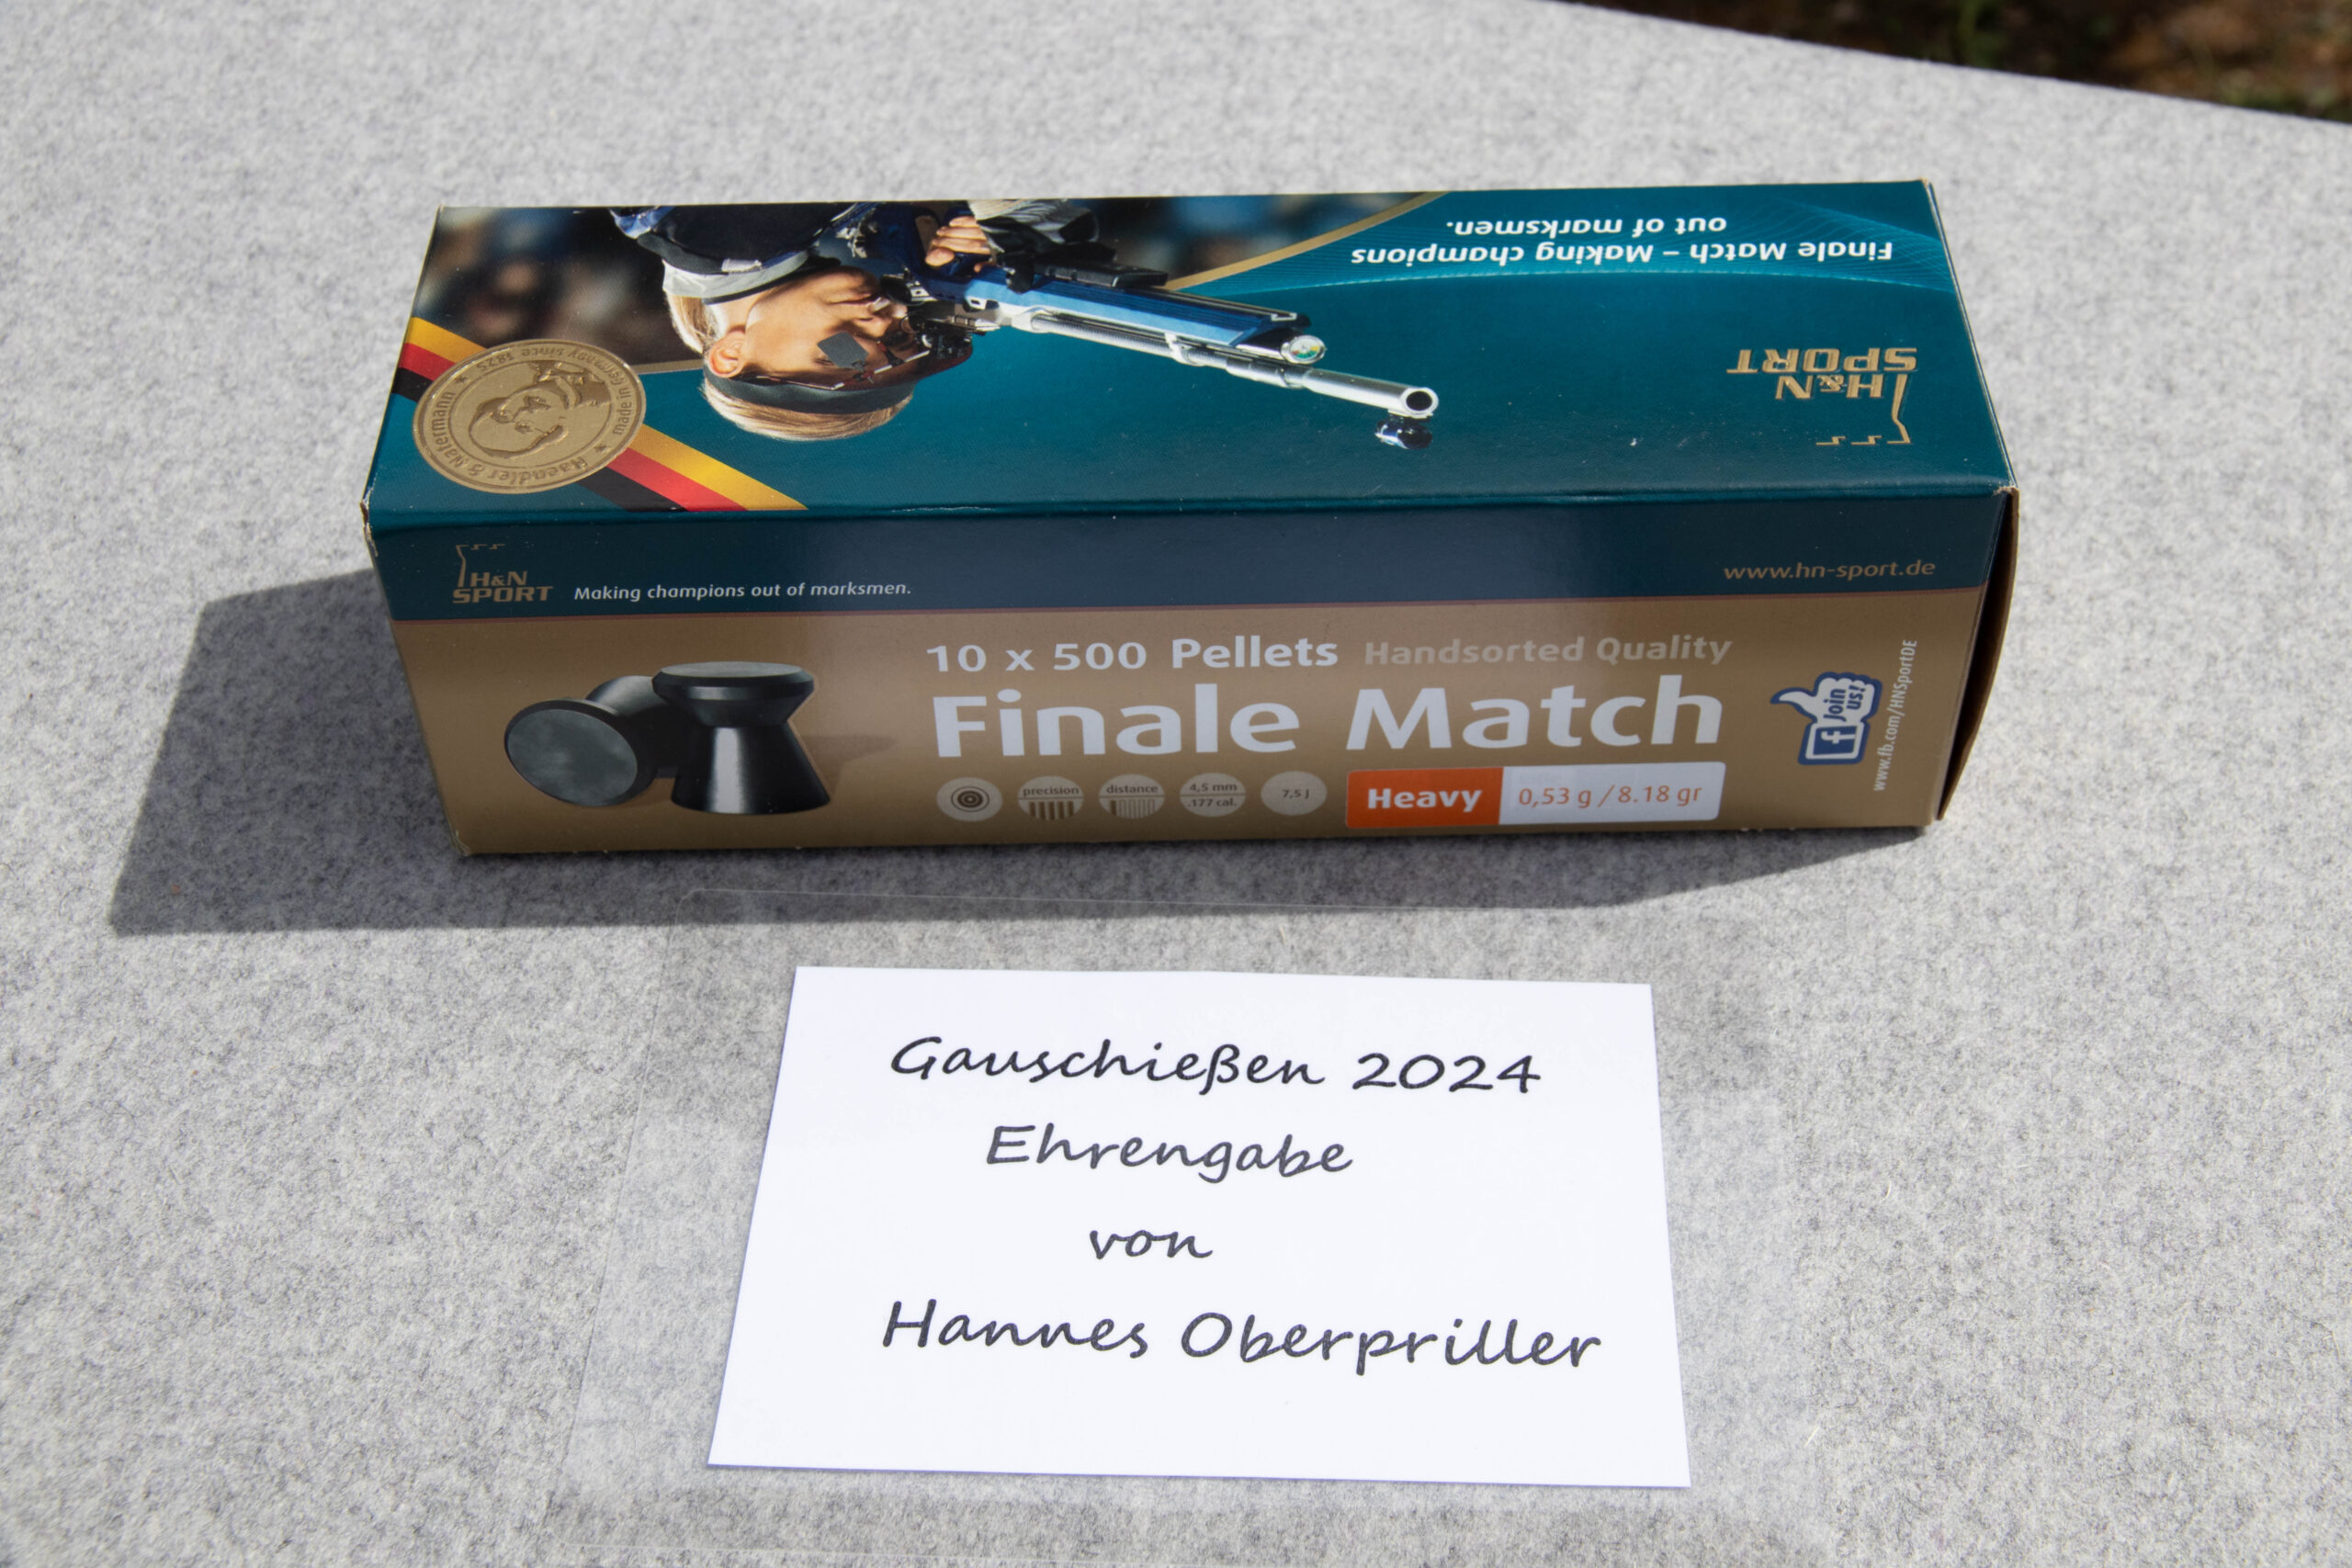 Finale Match – Making champions
out of marksmen.
H&N
SPORT
Haendler & Natermann ★ made in Germany since 1825 ★
H&N
SPORT
Making champions out of marksmen.
www.hn-sport.de
10 x 500 Pellets Handsorted Quality
Finale Match
precision
distance
4,5 mm
.177 cal.
7,5 J
Heavy 0,53 g / 8.18 gr
Join
us!
f
www.fb.com/HNSportDE
Gauschießen 2024
Ehrengabe
von
Hannes Oberpriller